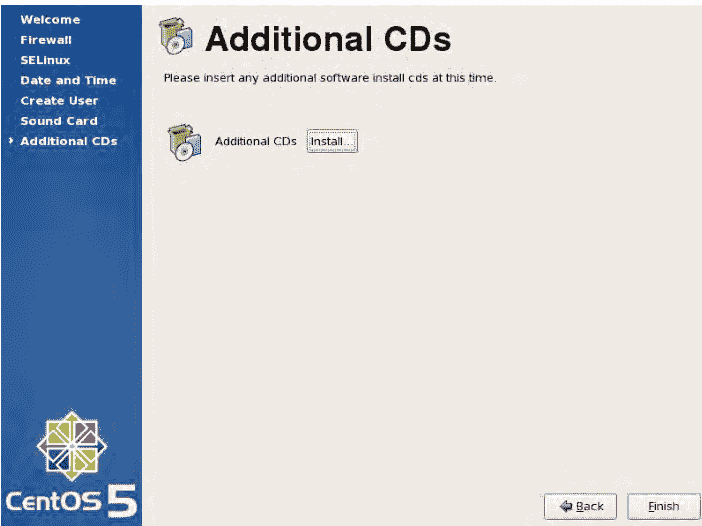 Welcome
Firewall
SELinux
Date and Time
Create User
Sound Card
Additional CDs
Additional CDs
Please insert any additional software install cds at this time.
Additional CDs Install...
CentOS 5
Back Finish